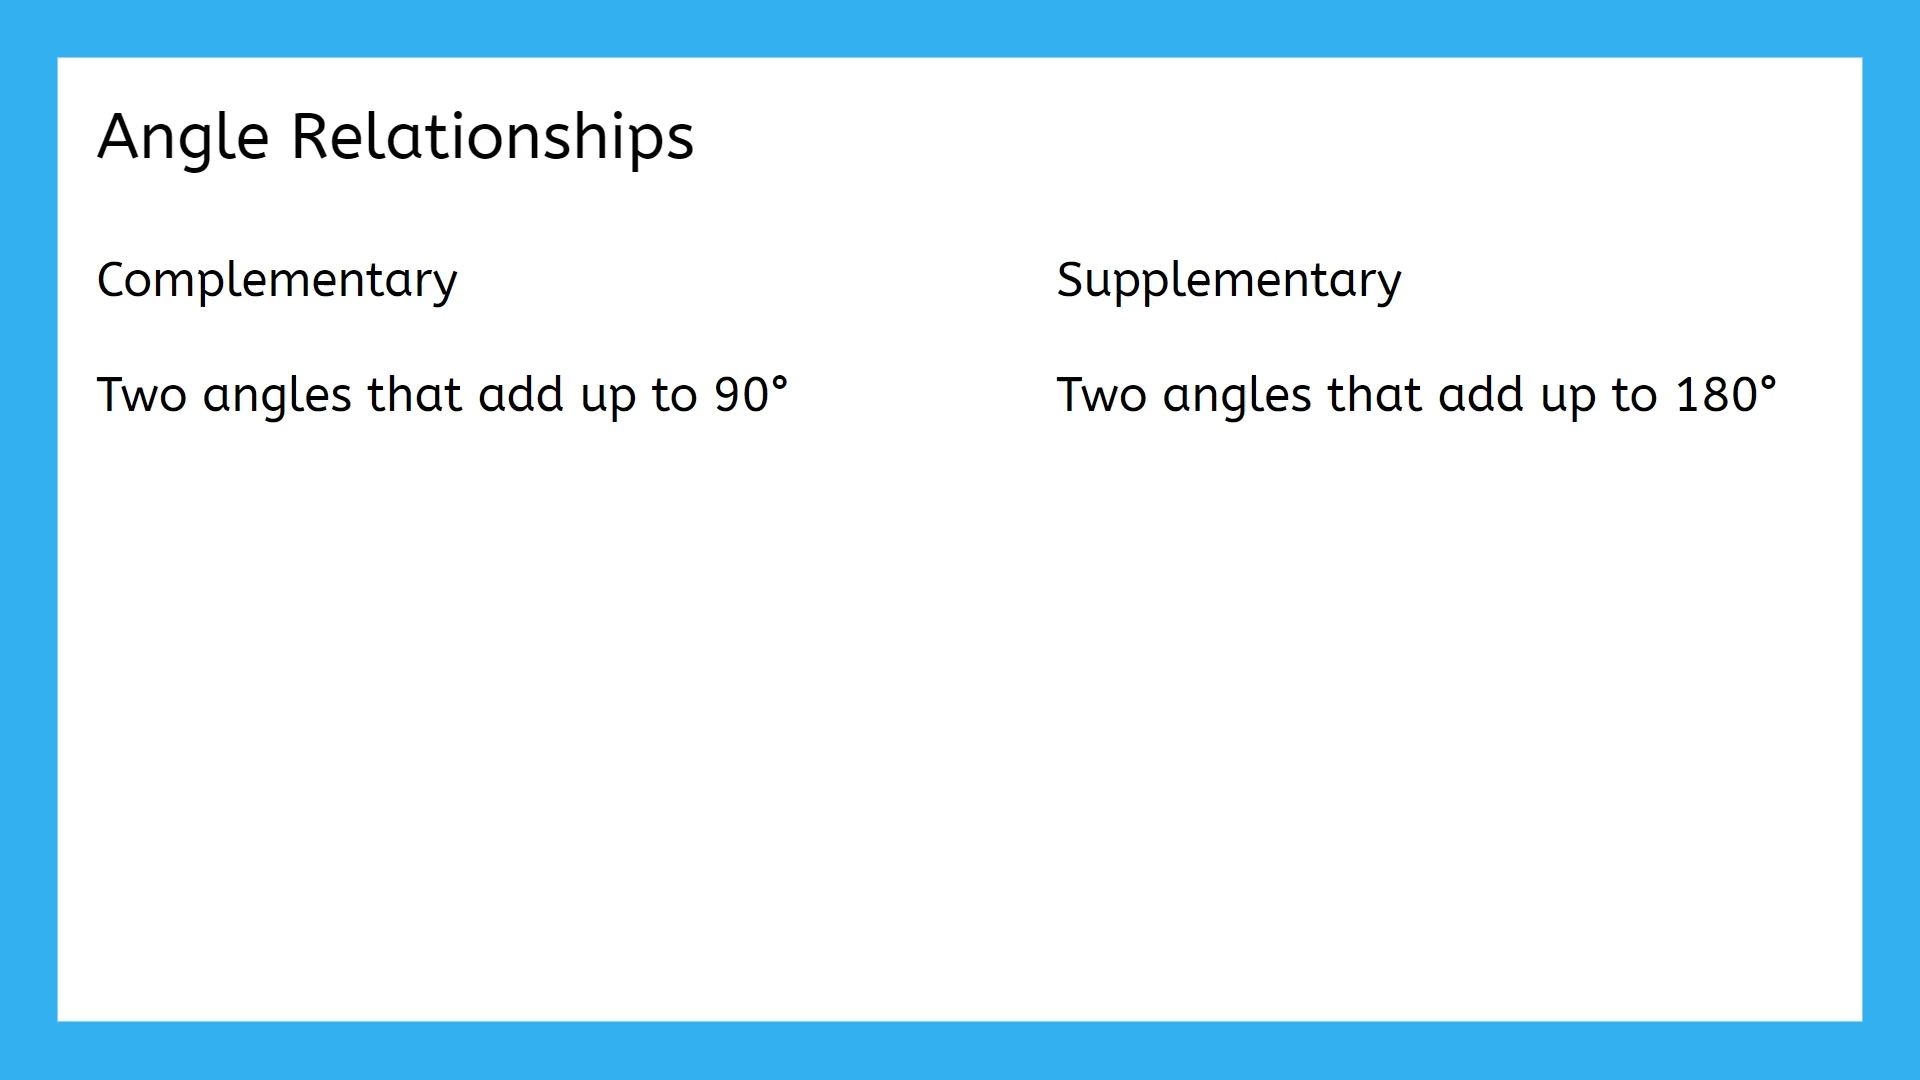 Angle Relationships
Complementary
Two angles that add up to 90°
Supplementary
Two angles that add up to 180°